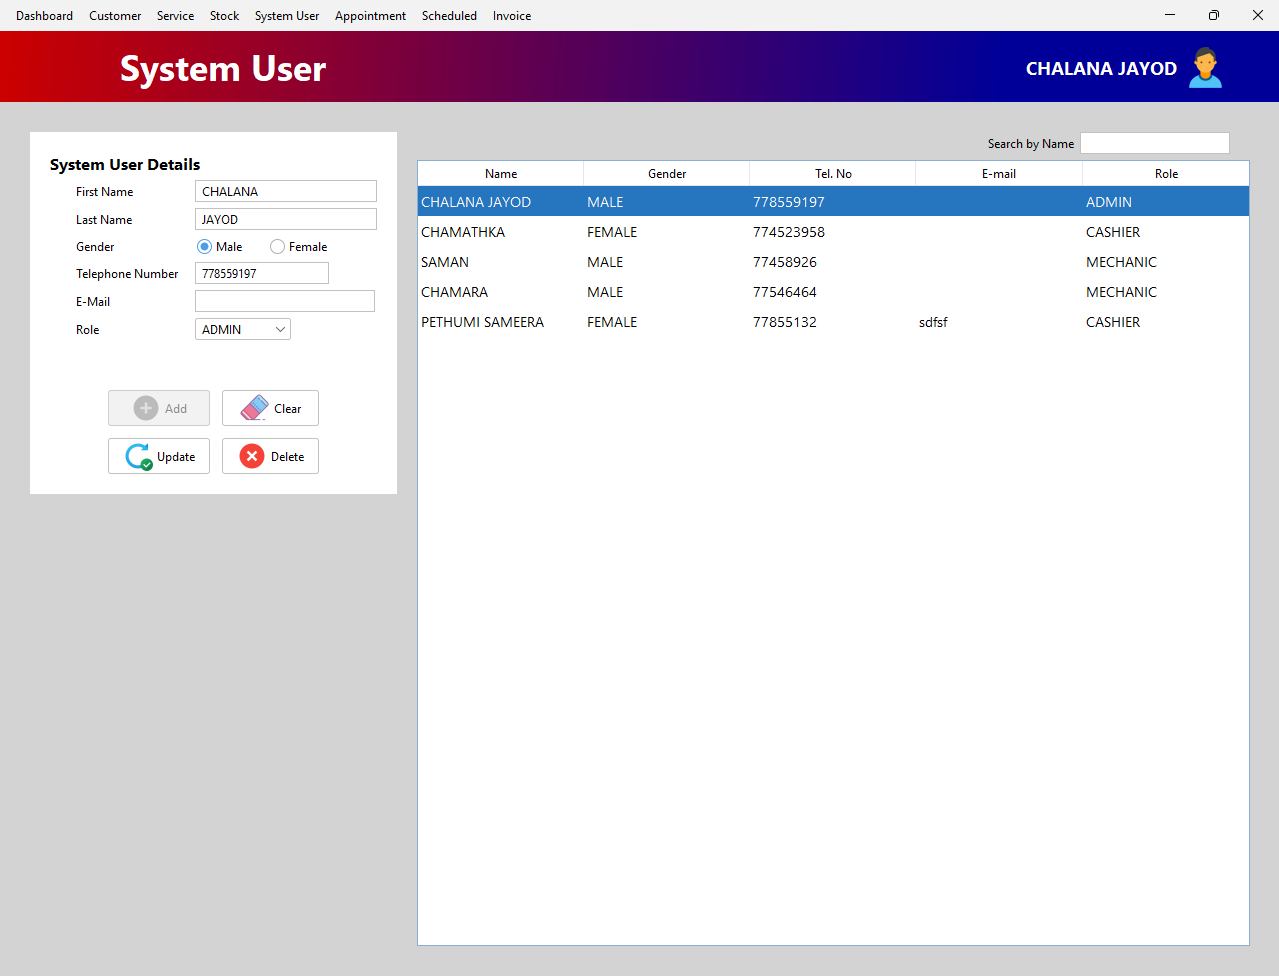 Dashboard Customer Service Stock System User Appointment Scheduled Invoice
System User
CHALANA JAYOD
System User Details
First Name CHALANA
Last Name JAYOD
Gender Male Female
Telephone Number 778559197
E-Mail
Role ADMIN
Add Clear
Update Delete
Search by Name
Name Gender Tel. No E-mail Role
CHALANA JAYOD MALE 778559197 ADMIN
CHAMATHKA FEMALE 774523958 CASHIER
SAMAN MALE 77458926 MECHANIC
CHAMARA MALE 77546464 MECHANIC
PETHUMI SAMEERA FEMALE 77855132 sdfsf CASHIER